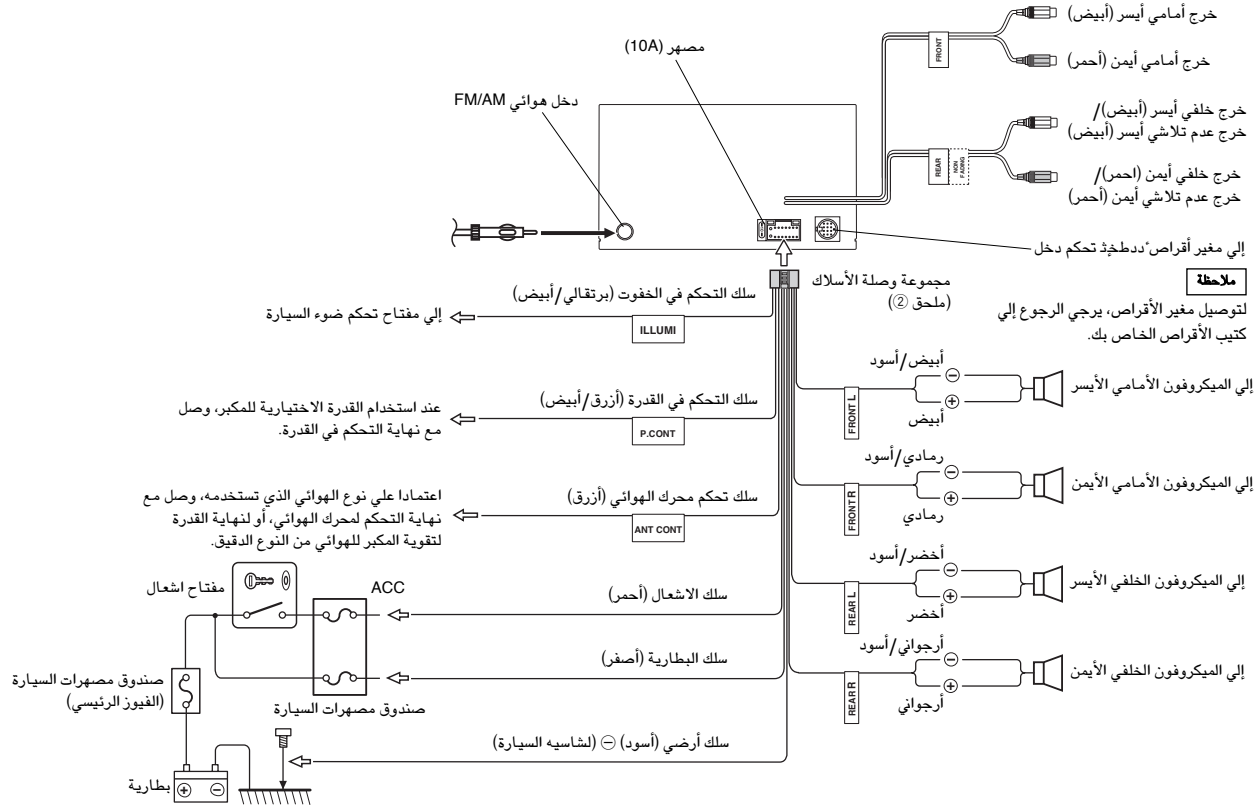 خرج أمامي أيسر (أبيض)
خرج أمامي أيمن (أحمر)
FRONT
خرج خلفي أيسر (أبيض)/
خرج عدم تلاشي أيسر (أبيض)
خرج خلفي أيمن (احمر)/
خرج عدم تلاشي أيمن (أحمر)
REAR
NON
FADING
مصهر (10A)
دخل هوائي FM/AM
إلي مغير أقراص تحكم دخل
ملاحظة
لتوصيل مغير الأقراص، يرجي الرجوع إلي
كتيب الأقراص الخاص بك.
مجموعة وصلة الأسلاك
(ملحق ②)
سلك التحكم في الخفوت (برتقالي/أبيض)
ILLUMI
إلي مفتاح تحكم ضوء السيارة
سلك التحكم في القدرة (أزرق/أبيض)
P.CONT
عند استخدام القدرة الاختيارية للمكبر، وصل
مع نهاية التحكم في القدرة.
سلك تحكم محرك الهوائي (أزرق)
ANT CONT
اعتمادا علي نوع الهوائي الذي تستخدمه، وصل مع
نهاية التحكم لمحرك الهوائي، أو لنهاية القدرة
لتقوية المكبر للهوائي من النوع الدقيق.
أبيض/أسود
⊖
⊕
أبيض
FRONT L
إلي الميكروفون الأمامي الأيسر
رمادي/أسود
⊖
⊕
رمادي
FRONT R
إلي الميكروفون الأمامي الأيمن
أخضر/أسود
⊖
⊕
أخضر
REAR L
إلي الميكروفون الخلفي الأيسر
أرجواني/أسود
⊖
⊕
أرجواني
REAR R
إلي الميكروفون الخلفي الأيمن
سلك الاشعال (أحمر)
ACC
مفتاح اشعال
سلك البطارية (أصفر)
صندوق مصهرات السيارة
صندوق مصهرات السيارة
(الفيوز الرئيسي)
سلك أرضي (أسود) ⊖ (لشاسيه السيارة)
بطارية
⊕ ⊖